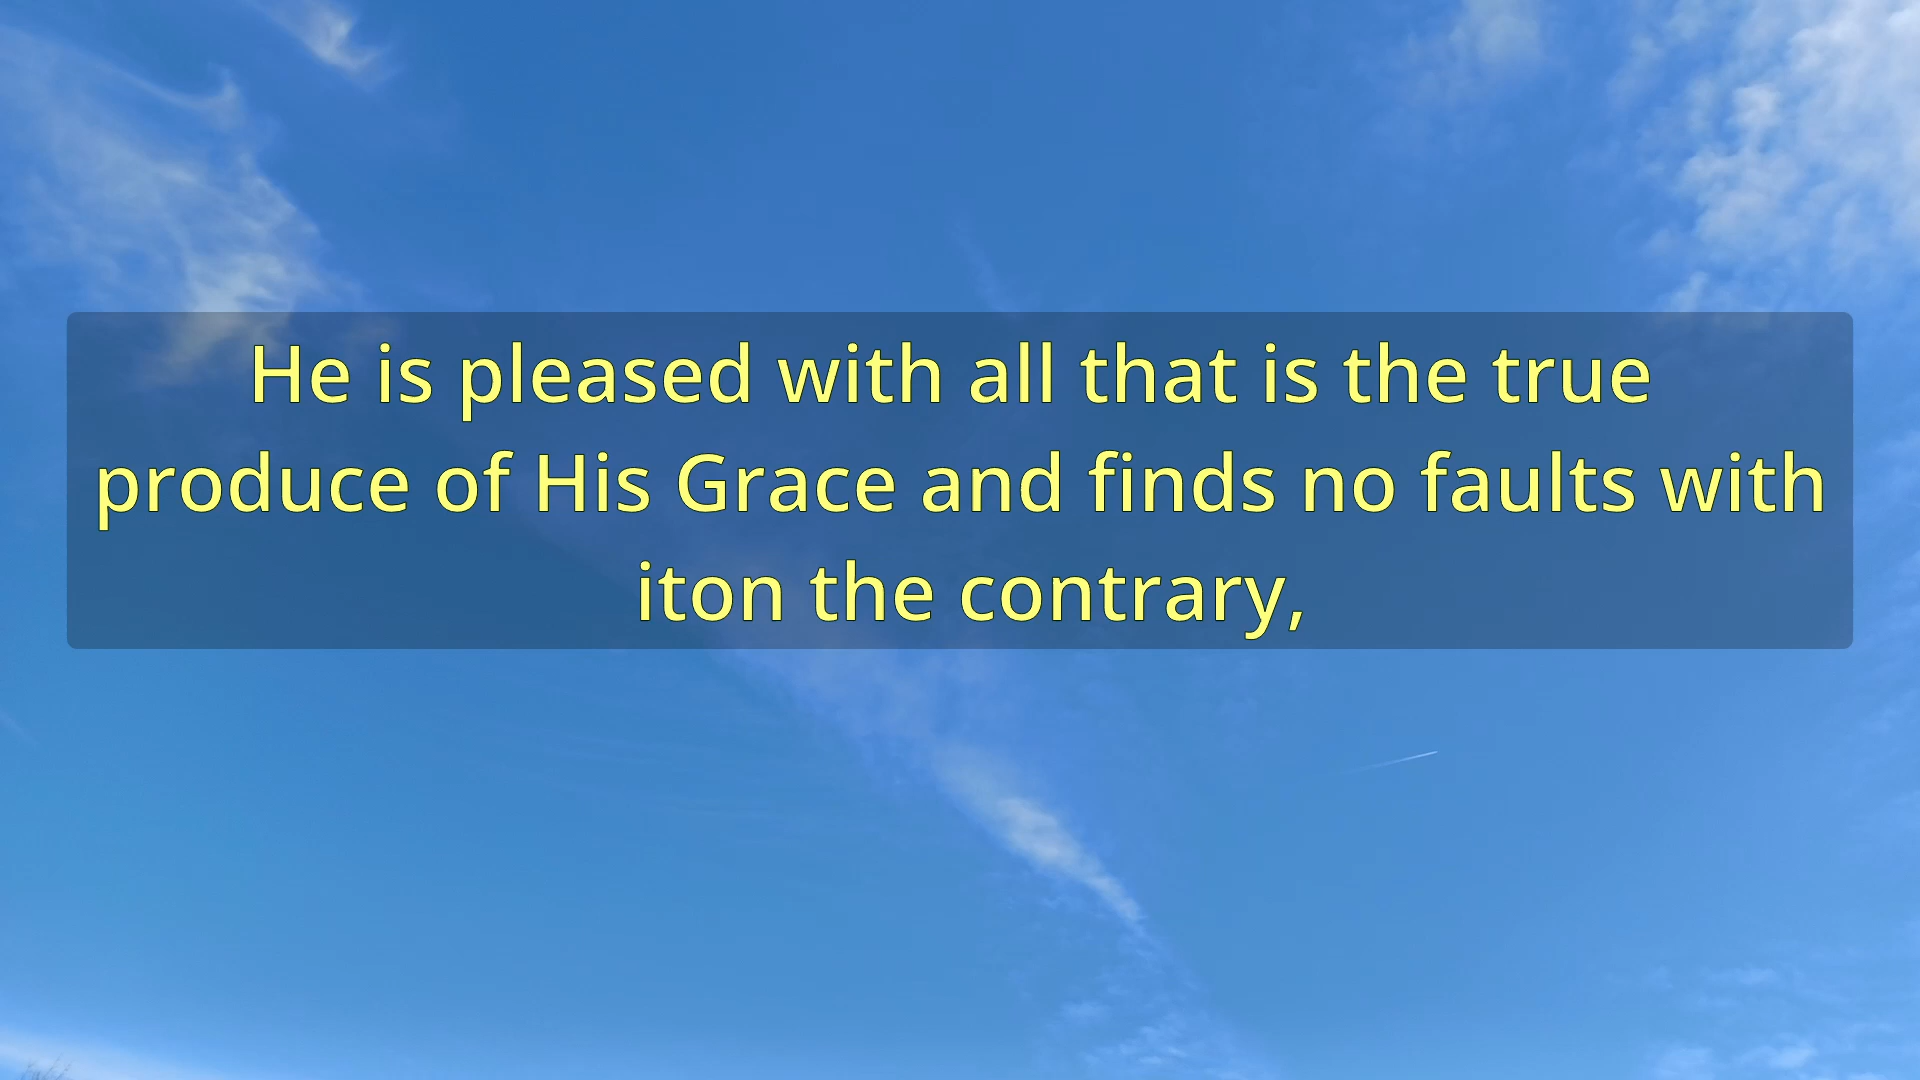 He is pleased with all that is the true
produce of His Grace and finds no faults with
iton the contrary,